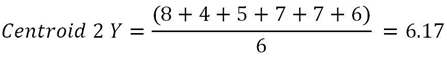 Centroid 2 Y = (8 + 4 + 5 + 7 + 7 + 6) / 6 = 6.17